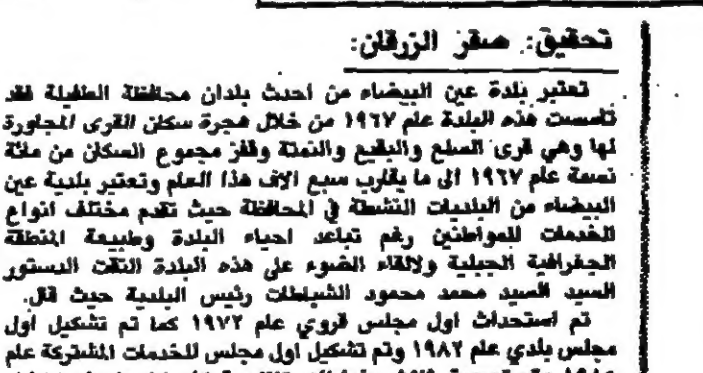 تحقيق: صقر الزرقان:
تعتبر بلدة عين البيضاء من احدث بلدان محافظة الطفيلة فقد
تأسست هذه البلدة عام ١٩٦٧ من خلال هجرة سكان القرى المجاورة
لها وهي قرى السلع والبقيع والنمتة وقفز مجموع السكان من مائة
نسمة عام ١٩٦٧ الى ما يقارب سبع الاف هذا العام وتعتبر بلدية عين
البيضاء من البلديات النشطة في المحافظة حيث تقدم مختلف انواع
الخدمات للمواطنين رغم تباعد احياء البلدة وطبيعة المنطقة
الجغرافية الجبلية ولالقاء الضوء على هذه البلدة التقت الدستور
السيد السيد محمد محمود الشباطات رئيس البلدية حيث قال.
تم استحداث اول مجلس قروي عام ١٩٧٢ كما تم تشكيل اول
مجلس بلدي عام ١٩٨٢ وتم تشكيل اول مجلس للخدمات المشتركة عام